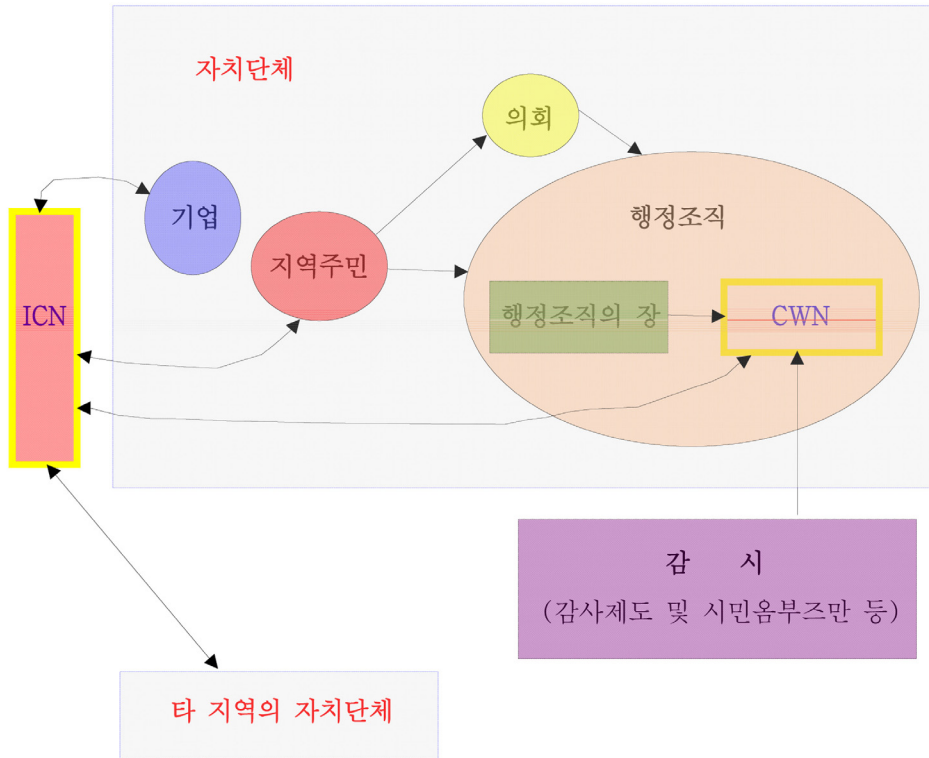 자치단체
의회
기업
행정조직
지역주민
ICN
행정조직의 장
CWN
감 시
(감사제도 및 시민옴부즈만 등)
타 지역의 자치단체